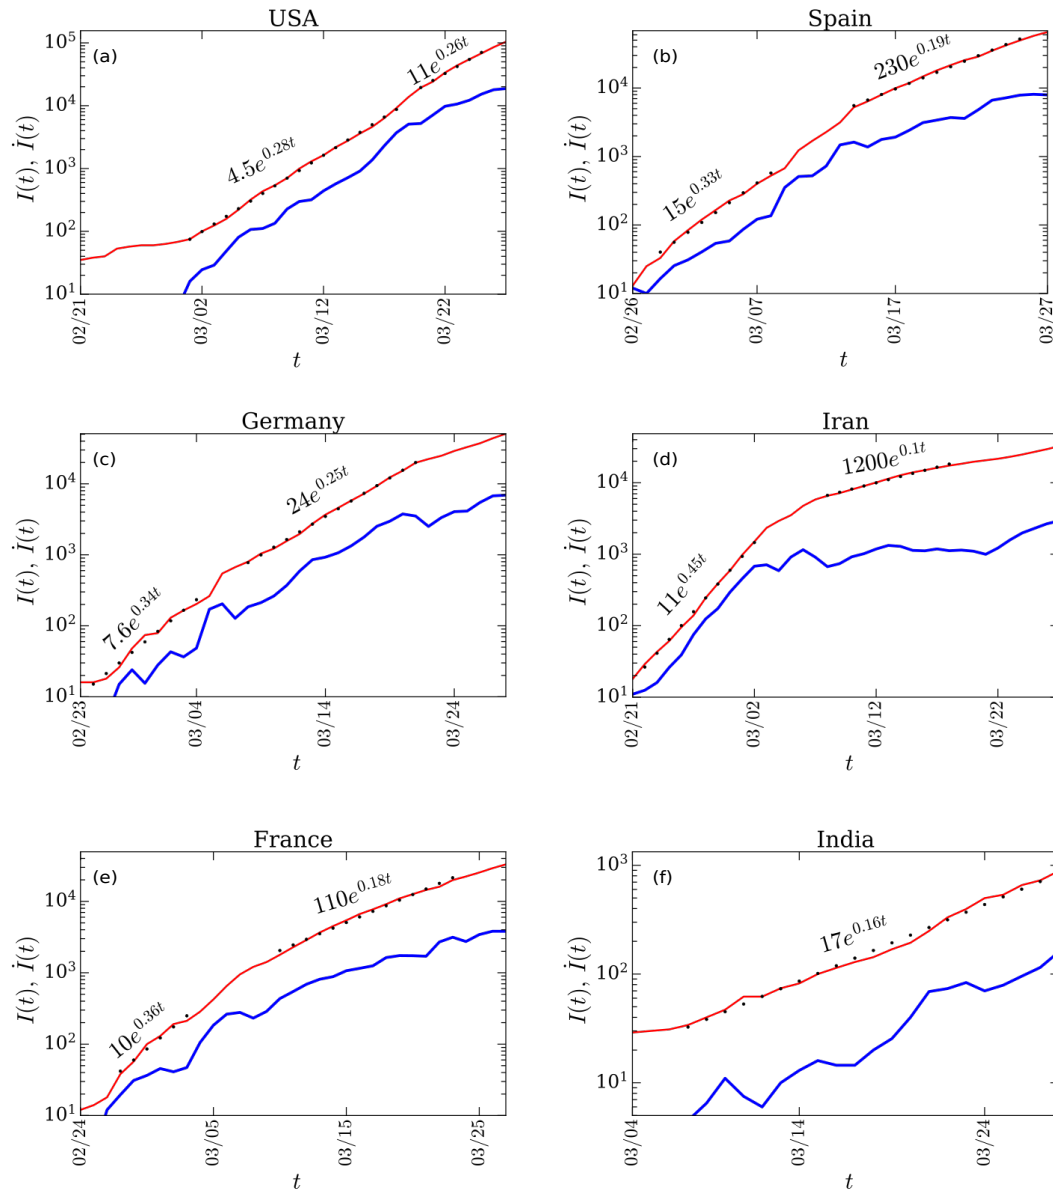 USA
(a)
4.5e^{0.28t}
11e^{0.26t}
I(t), İ(t)
10^5
10^4
10^3
10^2
10^1
02/21
03/02
03/12
03/22
t
Spain
(b)
15e^{0.33t}
230e^{0.19t}
I(t), İ(t)
10^4
10^3
10^2
10^1
02/26
03/07
03/17
03/27
t
Germany
(c)
7.6e^{0.34t}
24e^{0.25t}
I(t), İ(t)
10^4
10^3
10^2
10^1
02/23
03/04
03/14
03/24
t
Iran
(d)
11e^{0.45t}
1200e^{0.1t}
I(t), İ(t)
10^4
10^3
10^2
10^1
02/21
03/02
03/12
03/22
t
France
(e)
10e^{0.36t}
110e^{0.18t}
I(t), İ(t)
10^4
10^3
10^2
10^1
02/24
03/05
03/15
03/25
t
India
(f)
17e^{0.16t}
I(t), İ(t)
10^3
10^2
10^1
03/04
03/14
03/24
t